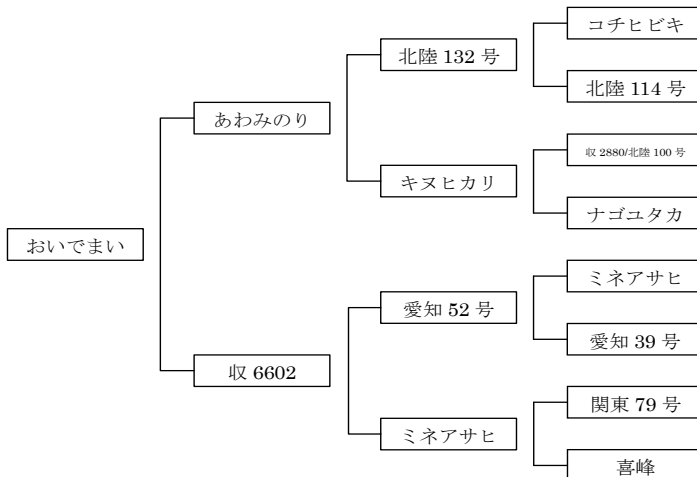 コチヒビキ
北陸 132 号
北陸 114 号
あわみのり
収 2880/北陸 100 号
キヌヒカリ
ナゴユタカ
おいでまい
ミネアサヒ
愛知 52 号
愛知 39 号
収 6602
関東 79 号
ミネアサヒ
喜峰